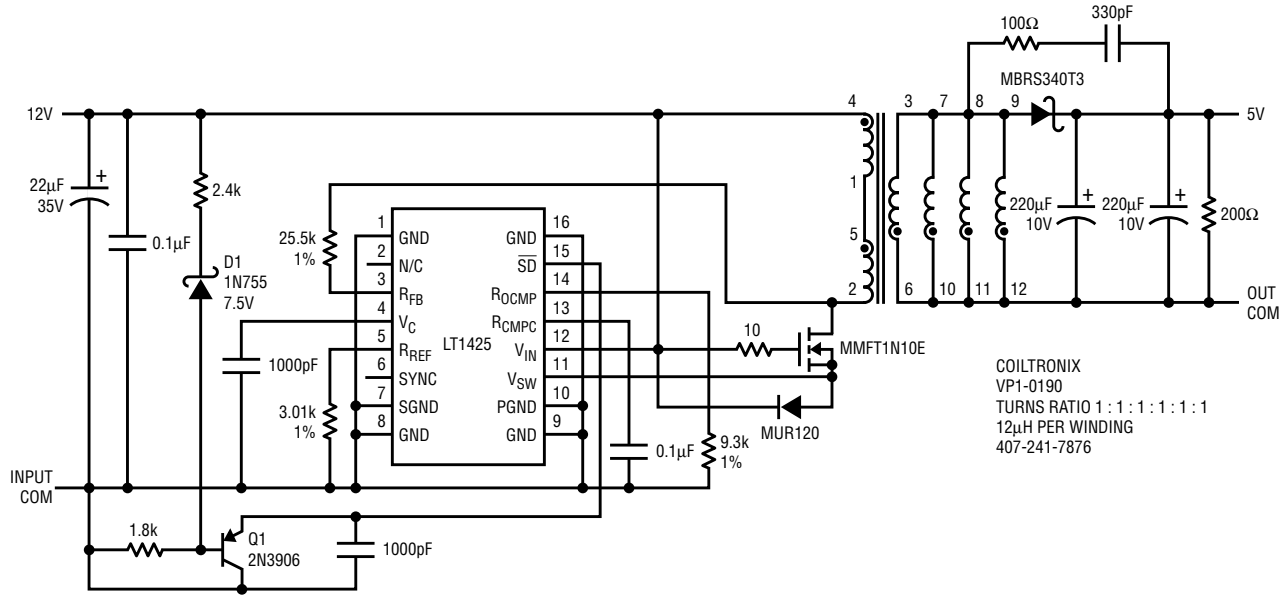 12V
22µF
35V
+
0.1µF
2.4k
D1
1N755
7.5V
25.5k
1%
1000pF
3.01k
1%
1
GND
2
N/C
3
RFB
4
VC
5
RREF
6
SYNC
7
SGND
8
GND
LT1425
16
GND
15
SD
14
ROCMP
13
RCMPC
12
VIN
11
VSW
10
PGND
9
GND
INPUT
COM
1.8k
Q1
2N3906
1000pF
0.1µF
9.3k
1%
10
MMFT1N10E
MUR120
4
1
5
2
3
7
8
9
6
10
11
12
100Ω
330pF
MBRS340T3
220µF
10V
+
220µF
10V
+
200Ω
5V
OUT
COM
COILTRONIX
VP1-0190
TURNS RATIO 1 : 1 : 1 : 1 : 1 : 1
12µH PER WINDING
407-241-7876